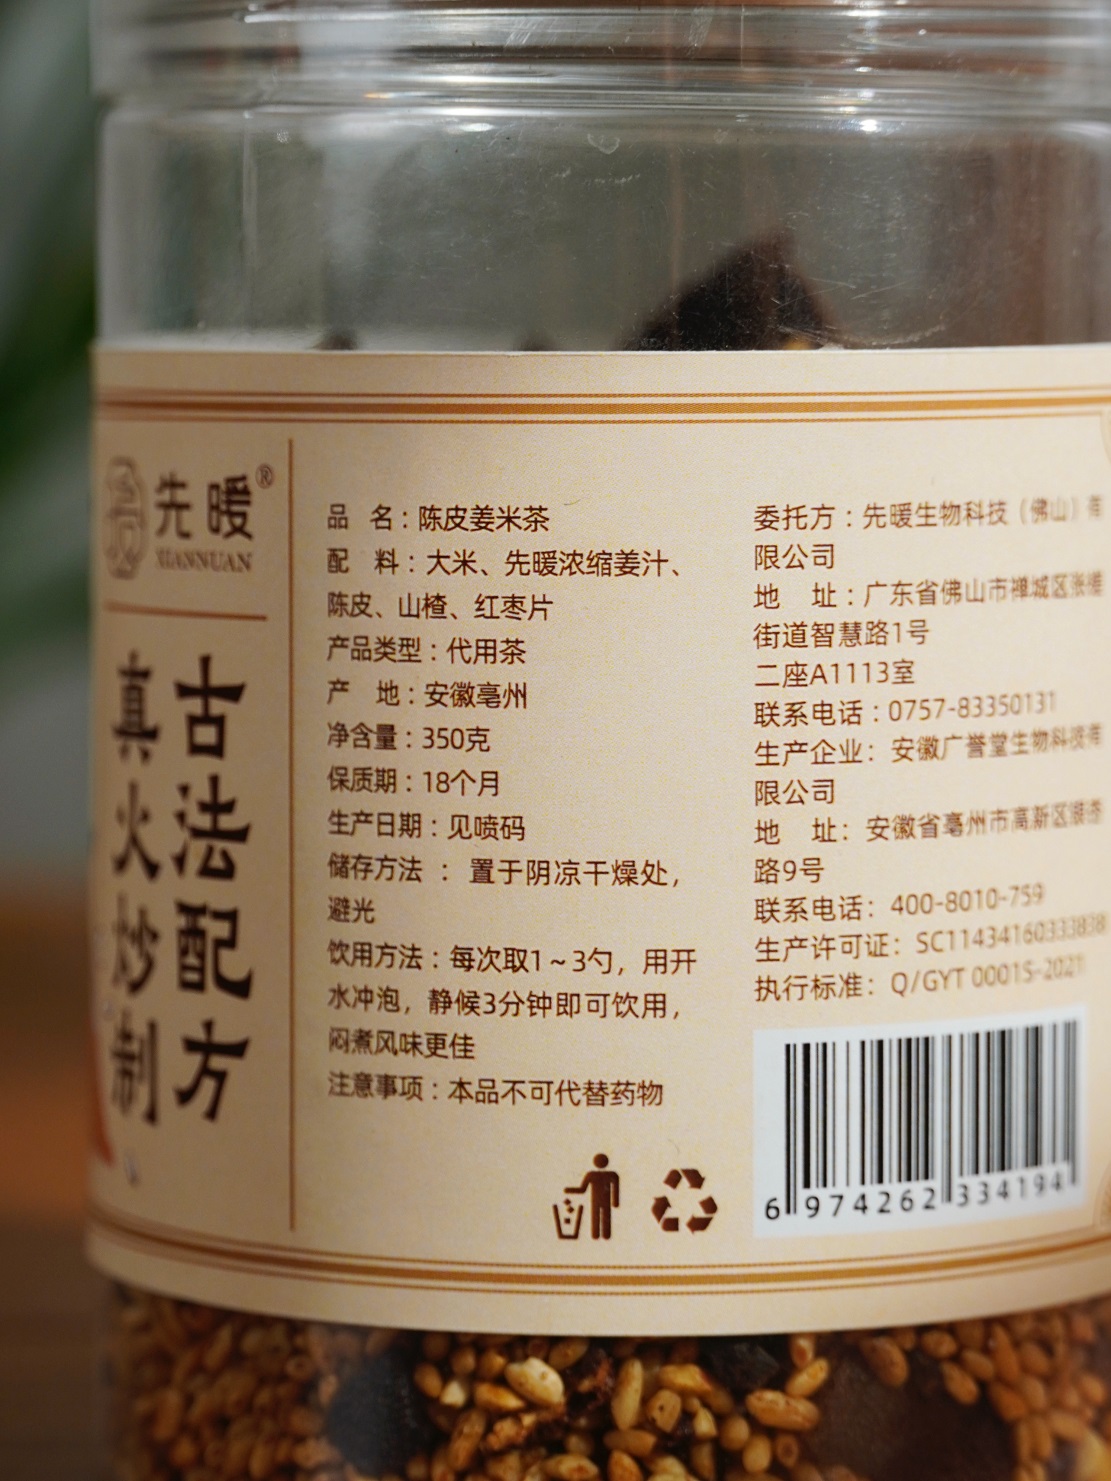 先暖®
XIANNUAN
古法配方
真火炒制
品 名：陈皮姜米茶
配 料：大米、先暖浓缩姜汁、
陈皮、山楂、红枣片
产品类型：代用茶
产 地：安徽亳州
净含量：350克
保质期：18个月
生产日期：见喷码
储存方法 ： 置于阴凉干燥处，
避光
饮用方法：每次取1~3勺，用开
水冲泡，静候3分钟即可饮用，
闷煮风味更佳
注意事项：本品不可代替药物
委托方：先暖生物科技（佛山）有
限公司
地 址：广东省佛山市禅城区张槎
街道智慧路1号
二座A1113室
联系电话：0757-83350131
生产企业：安徽广誉堂生物科技有
限公司
地 址：安徽省亳州市高新区
路9号
联系电话：400-8010-759
生产许可证：SC11434160333838
执行标准：Q/GYT 0001S-2021
6 974262 334194